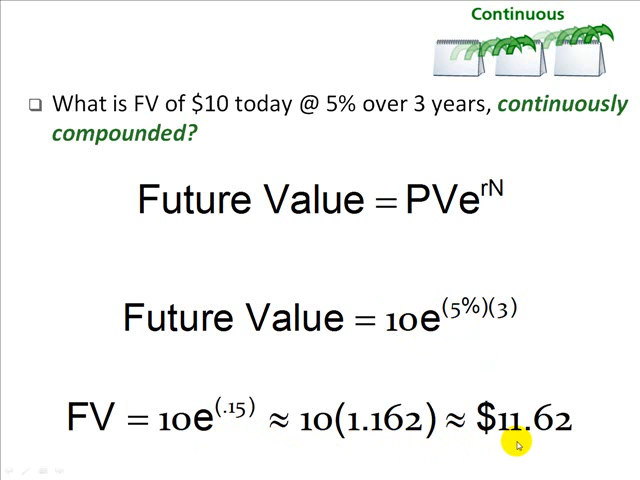 Continuous
What is FV of $10 today @ 5% over 3 years, continuously
compounded?
Future Value = PVe^rN
Future Value = 10e^(5%)(3)
FV = 10e^(.15) ≈ 10(1.162) ≈ $11.62